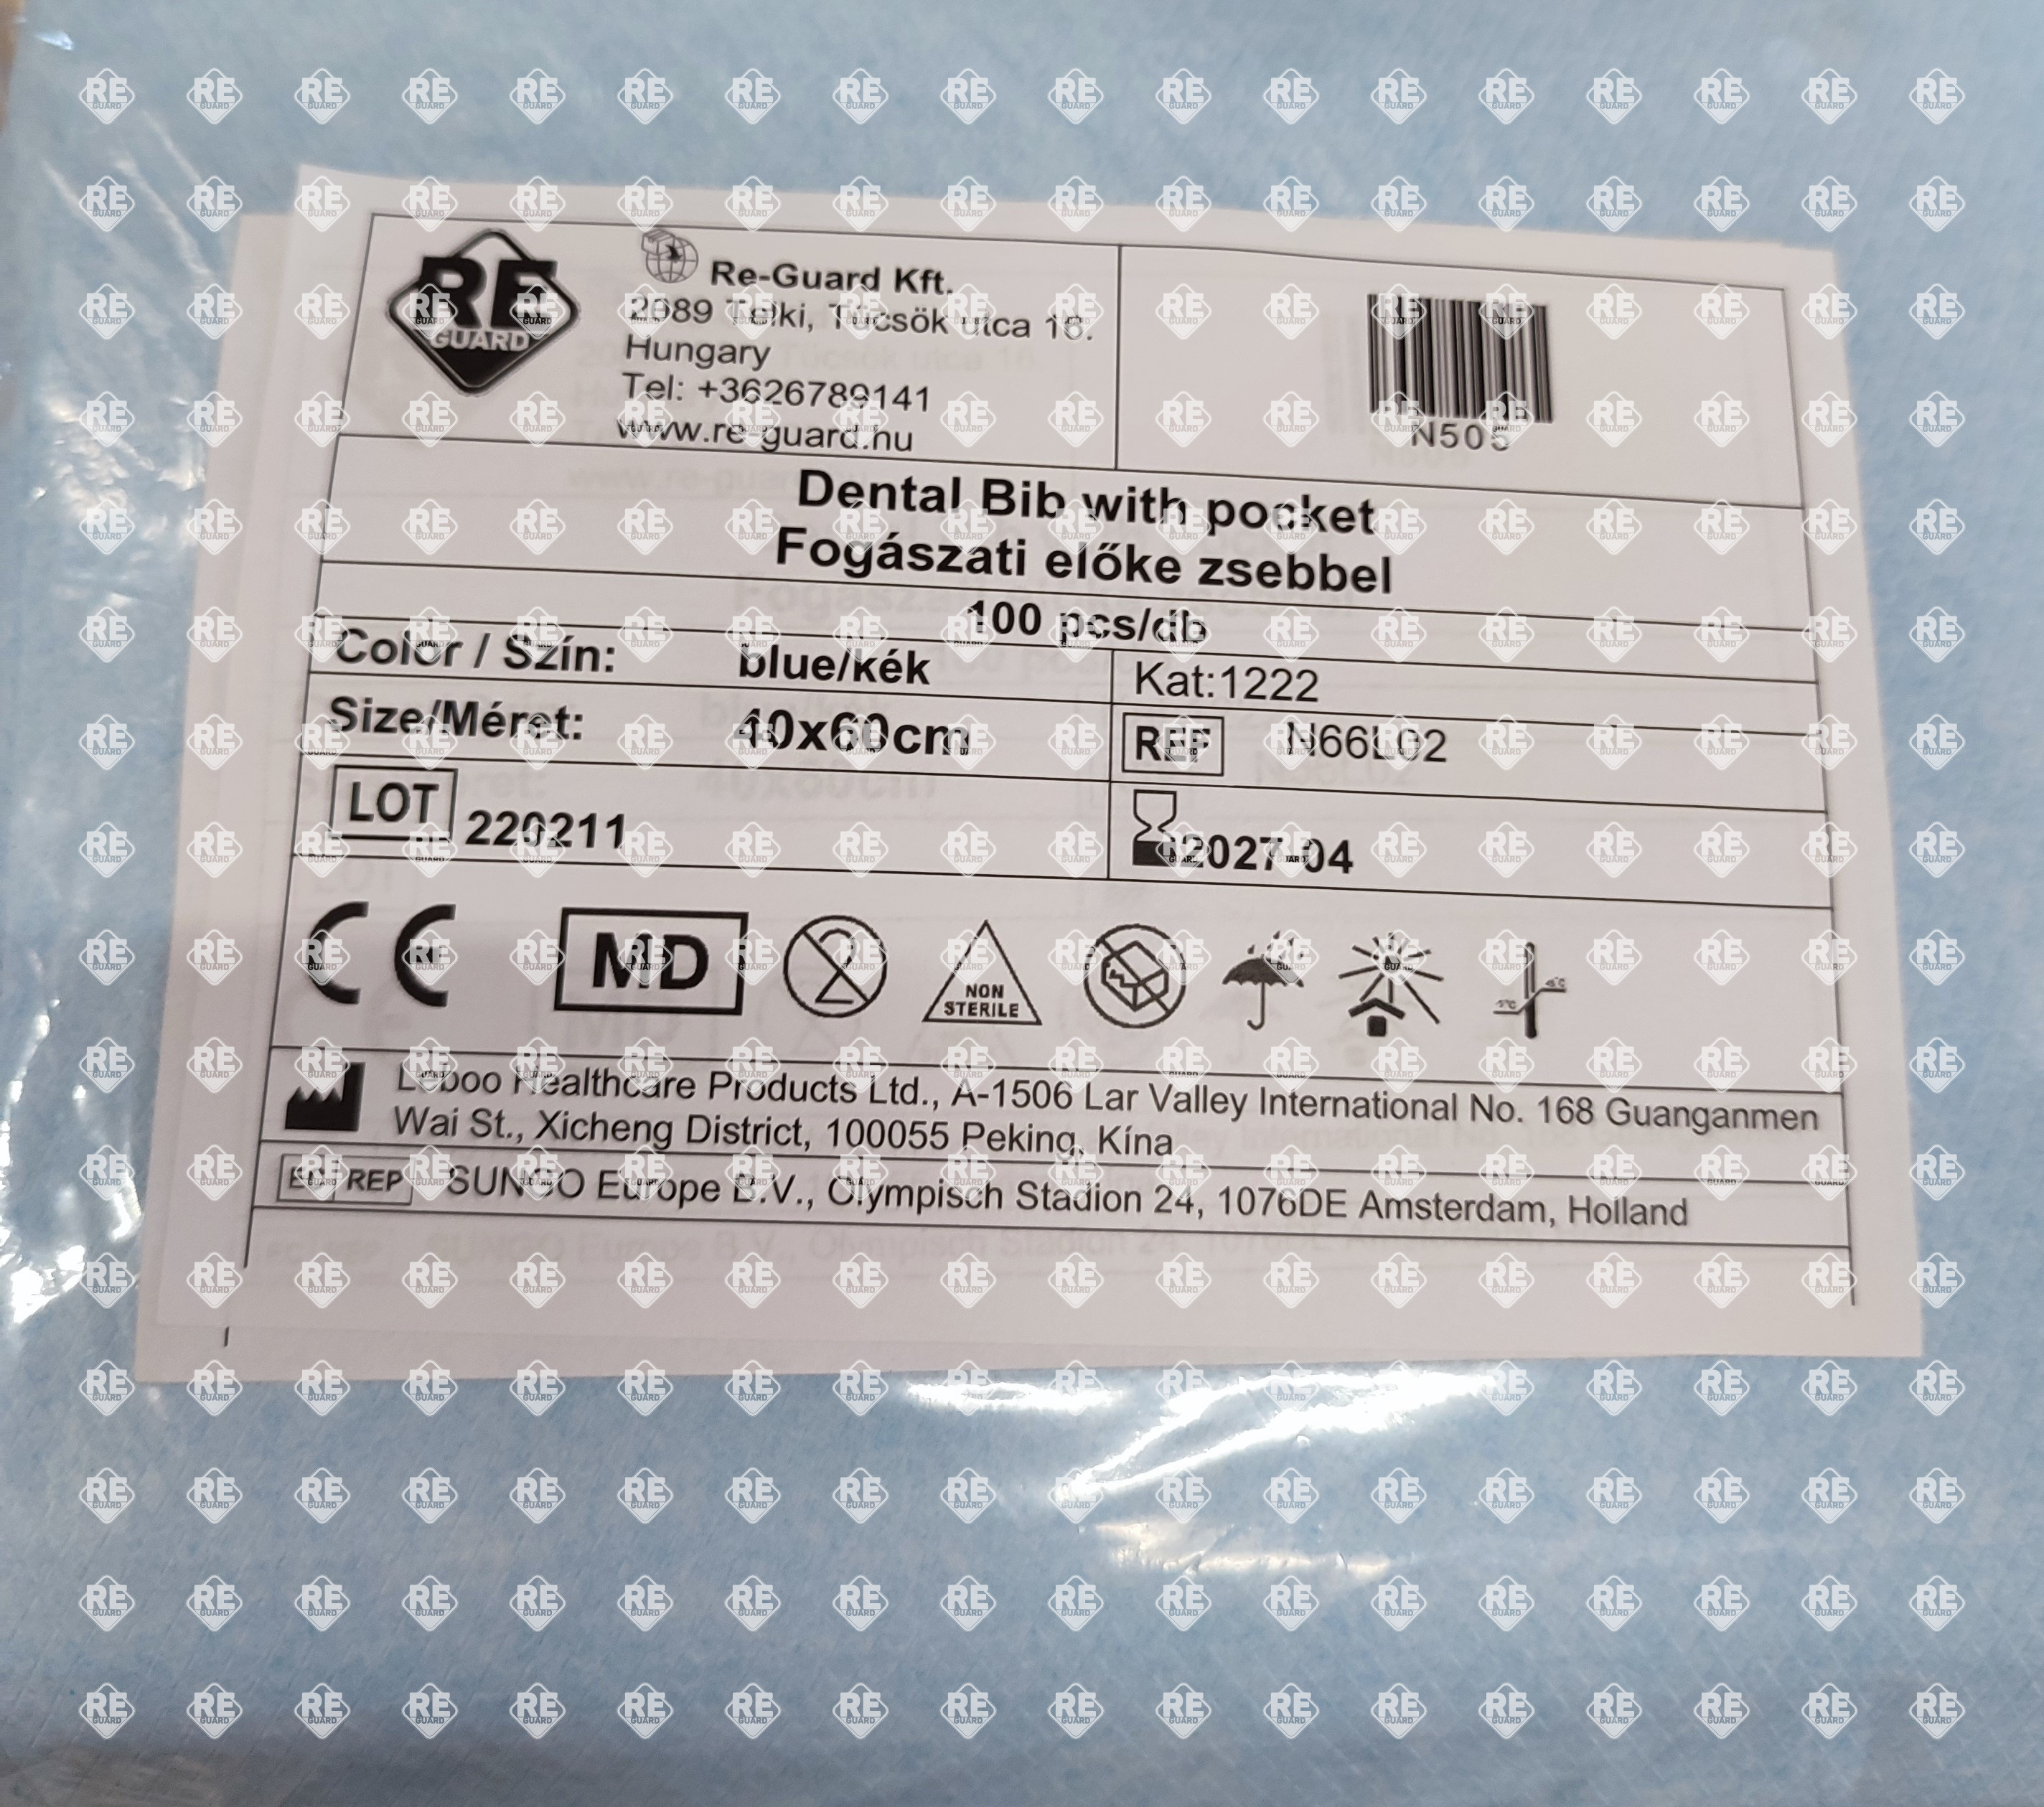 RE
GUARD
Re-Guard Kft.
2089 Telki, Tücsök utca 16.
Hungary
Tel: +3626789141
www.re-guard.hu
N505
Dental Bib with pocket
Fogászati előke zsebbel
100 pcs/db
Color / Szín: blue/kék
Kat:1222
Size/Méret: 40x60cm
REF N66L02
LOT 220211
2027-04
CE MD 2 NON STERILE
Leboo Healthcare Products Ltd., A-1506 Lar Valley International No. 168 Guanganmen
Wai St., Xicheng District, 100055 Peking, Kína
EC REP SUNGO Europe B.V., Olympisch Stadion 24, 1076DE Amsterdam, Holland